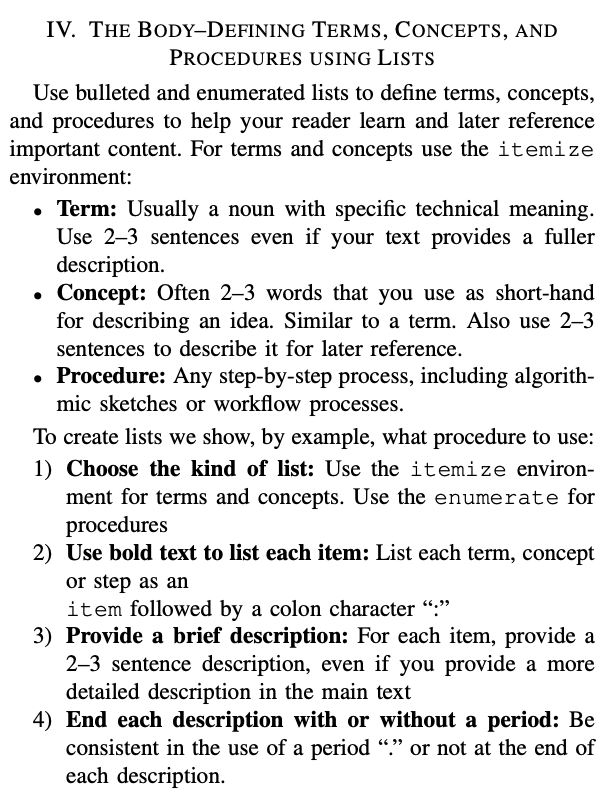 IV. The Body–Defining Terms, Concepts, and
Procedures using Lists
Use bulleted and enumerated lists to define terms, concepts,
and procedures to help your reader learn and later reference
important content. For terms and concepts use the itemize
environment:
• Term: Usually a noun with specific technical meaning.
Use 2–3 sentences even if your text provides a fuller
description.
• Concept: Often 2–3 words that you use as short-hand
for describing an idea. Similar to a term. Also use 2–3
sentences to describe it for later reference.
• Procedure: Any step-by-step process, including algorith-
mic sketches or workflow processes.
To create lists we show, by example, what procedure to use:
1) Choose the kind of list: Use the itemize environ-
ment for terms and concepts. Use the enumerate for
procedures
2) Use bold text to list each item: List each term, concept
or step as an
item followed by a colon character “:”
3) Provide a brief description: For each item, provide a
2–3 sentence description, even if you provide a more
detailed description in the main text
4) End each description with or without a period: Be
consistent in the use of a period “.” or not at the end of
each description.